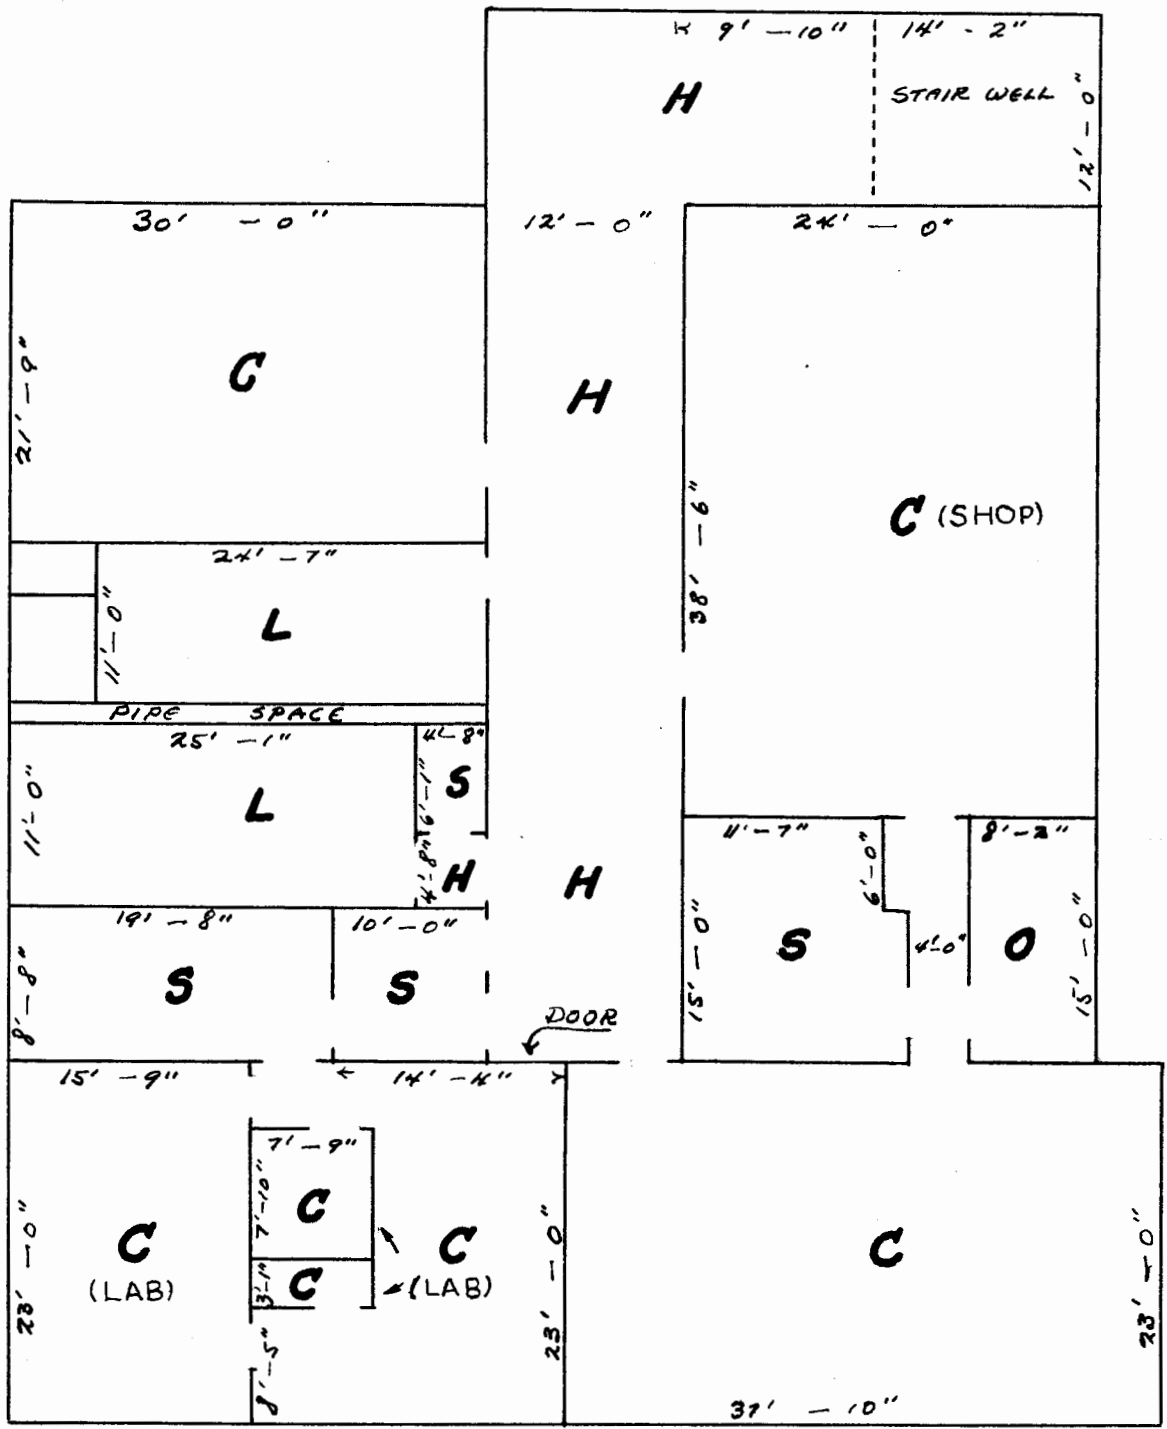 9' — 10" 14' - 2"
H STAIR WELL
12' — 0"
30' — 0" 12' — 0" 24' — 0"
21' — 9"
C H
38' — 6"
C (SHOP)
24' — 7"
11' — 0"
L
PIPE SPACE
25' — 1" 4'- 8"
11'- 0" L 6' — 1" S
4'- 8" H H
11' — 7" 6'-0" 8' — 2"
19' — 8" 10' — 0"
8' — 8" S S
15' — 0" S 4'-0" O 15' — 0"
DOOR
15' — 9" 14' — 4"
7' — 9"
7'-10" C
23' — 0" C C 23' — 0" C 23' — 0"
(LAB) 3'-1" C (LAB)
8' — 5"
37' — 10"